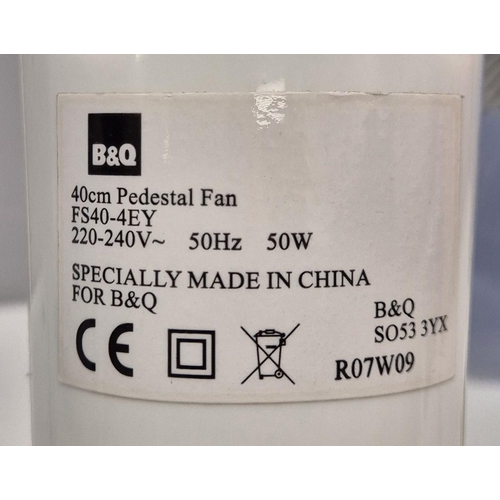 B&Q
40cm Pedestal Fan
FS40-4EY
220-240V~ 50Hz 50W
SPECIALLY MADE IN CHINA
FOR B&Q
B&Q
SO53 3YX
CE
R07W09